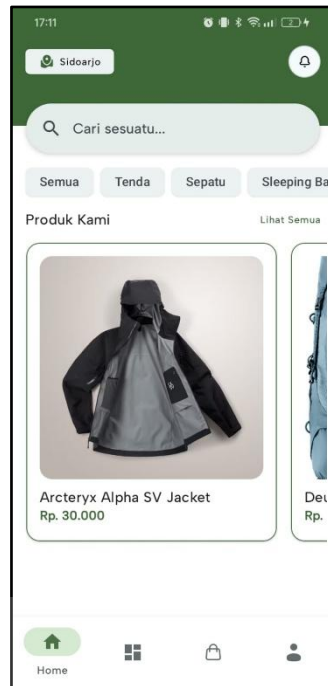 17:11
Sidoarjo
Cari sesuatu...
Semua Tenda Sepatu Sleeping Ba
Produk Kami Lihat Semua
Arcteryx Alpha SV Jacket Deu
Rp. 30.000 Rp.
Home